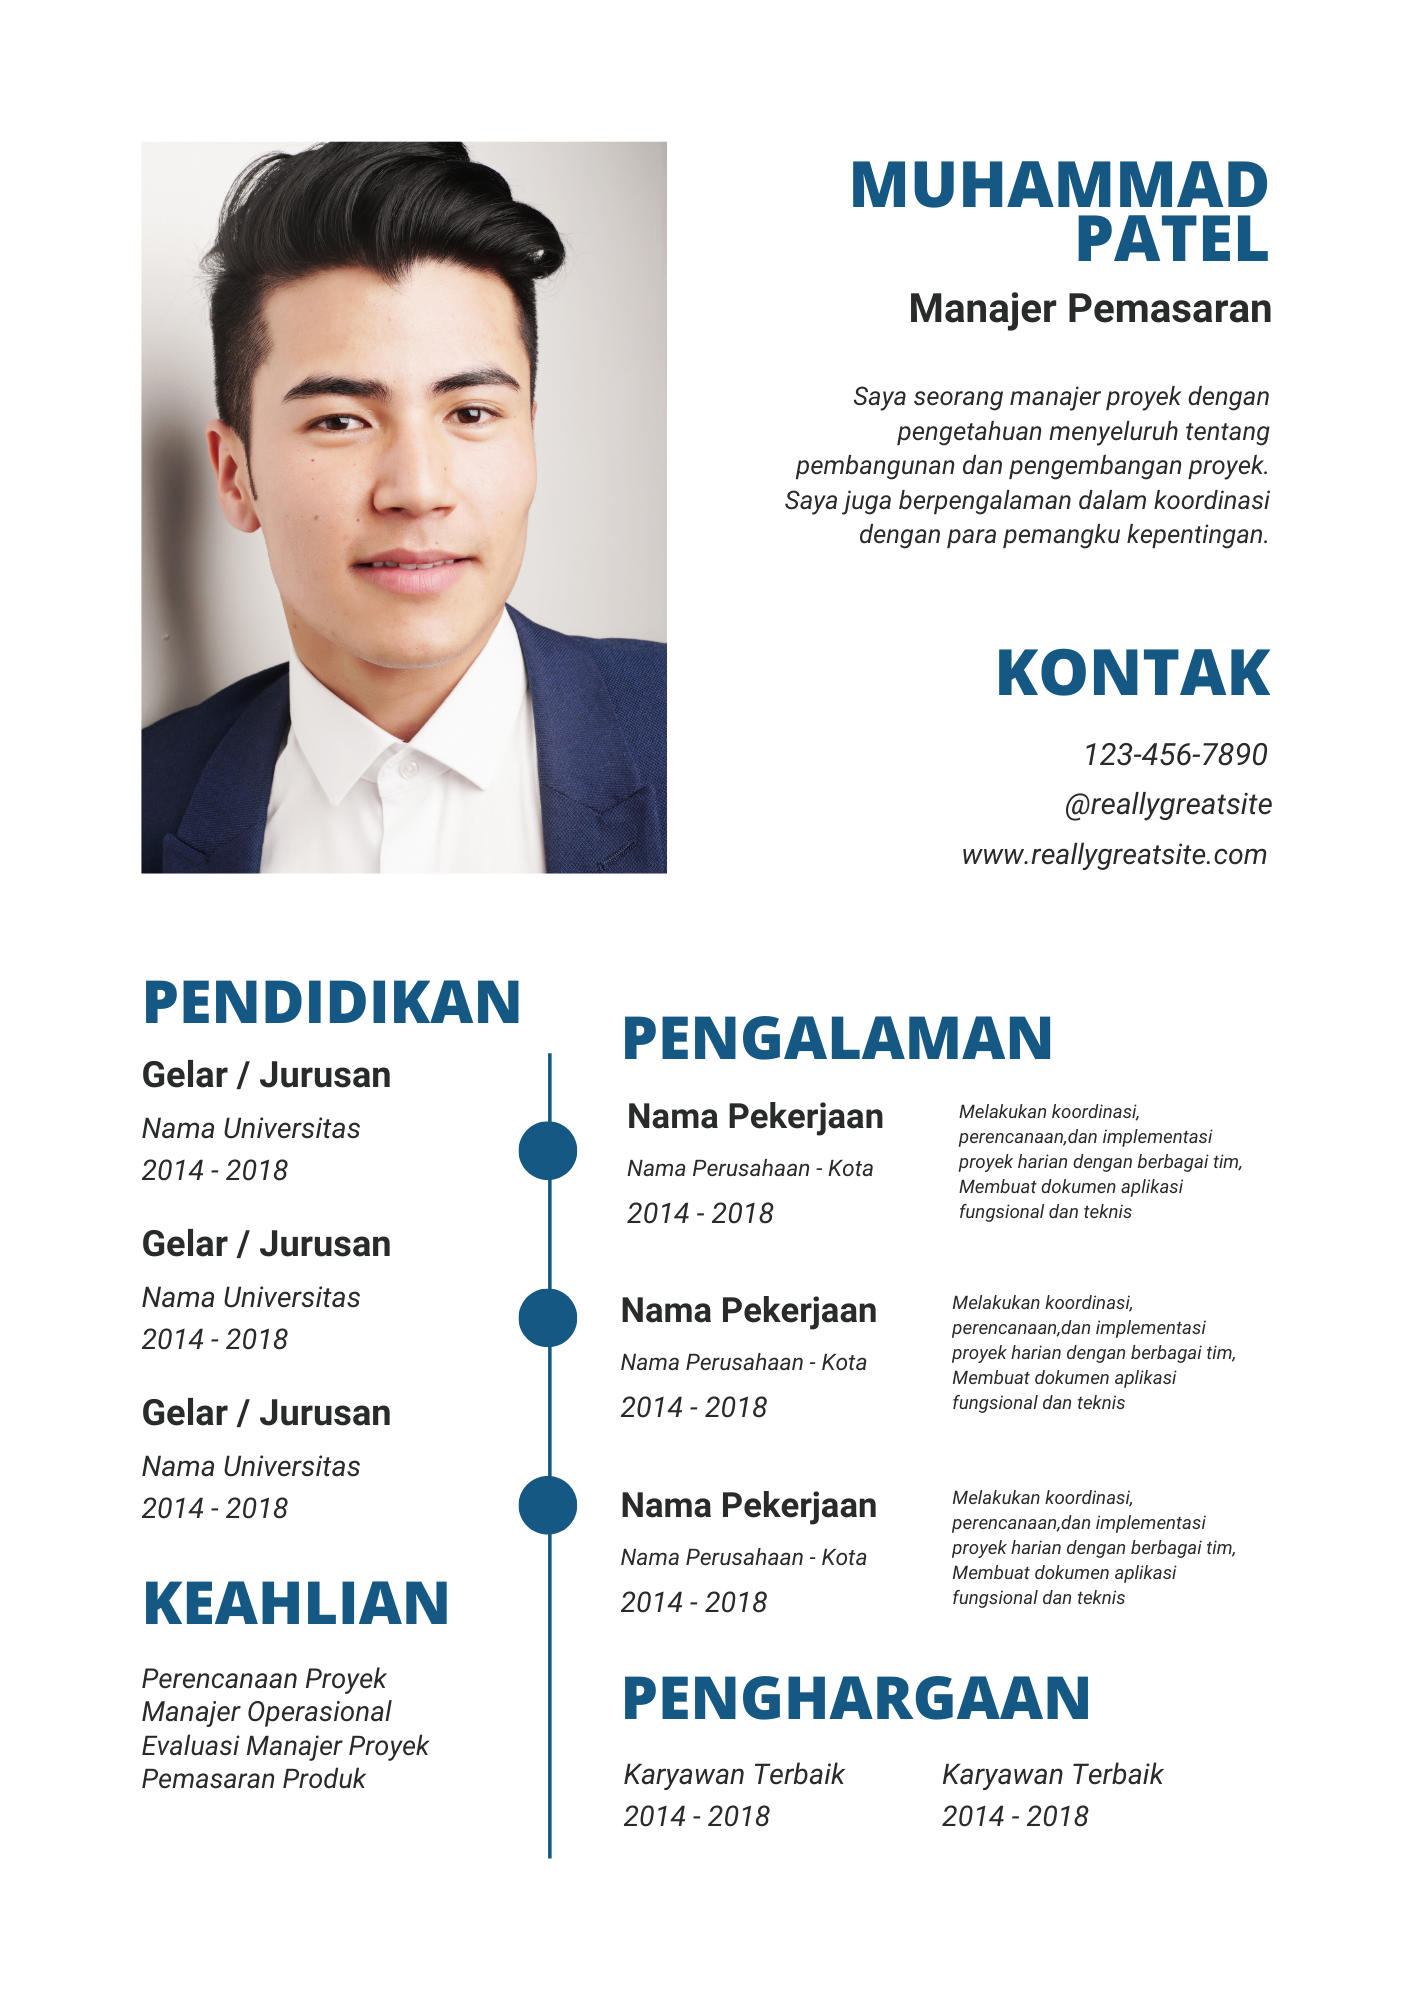 MUHAMMAD
PATEL
Manajer Pemasaran
Saya seorang manajer proyek dengan
pengetahuan menyeluruh tentang
pembangunan dan pengembangan proyek.
Saya juga berpengalaman dalam koordinasi
dengan para pemangku kepentingan.
KONTAK
123-456-7890
@reallygreatsite
www.reallygreatsite.com
PENDIDIKAN
Gelar / Jurusan
Nama Universitas
2014 - 2018
Gelar / Jurusan
Nama Universitas
2014 - 2018
Gelar / Jurusan
Nama Universitas
2014 - 2018
KEAHLIAN
Perencanaan Proyek
Manajer Operasional
Evaluasi Manajer Proyek
Pemasaran Produk
PENGALAMAN
Nama Pekerjaan
Nama Perusahaan - Kota
2014 - 2018
Melakukan koordinasi,
perencanaan,dan implementasi
proyek harian dengan berbagai tim,
Membuat dokumen aplikasi
fungsional dan teknis
Nama Pekerjaan
Nama Perusahaan - Kota
2014 - 2018
Melakukan koordinasi,
perencanaan,dan implementasi
proyek harian dengan berbagai tim,
Membuat dokumen aplikasi
fungsional dan teknis
Nama Pekerjaan
Nama Perusahaan - Kota
2014 - 2018
Melakukan koordinasi,
perencanaan,dan implementasi
proyek harian dengan berbagai tim,
Membuat dokumen aplikasi
fungsional dan teknis
PENGHARGAAN
Karyawan Terbaik
2014 - 2018
Karyawan Terbaik
2014 - 2018